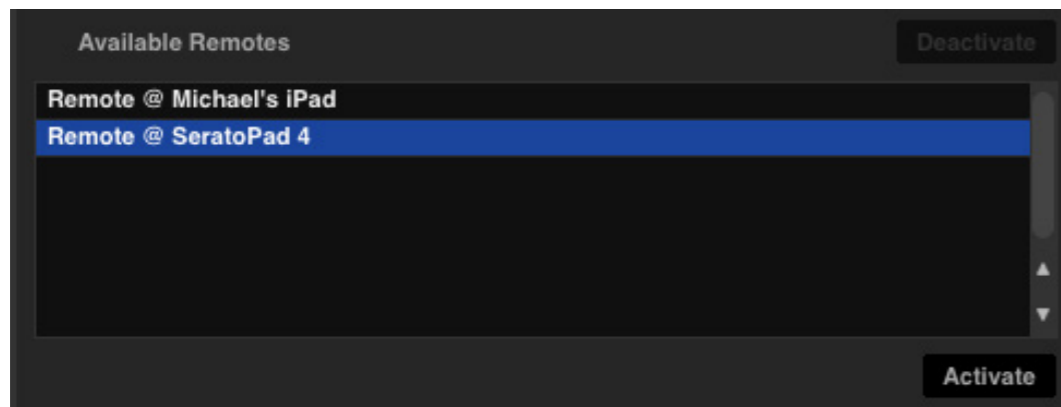 Available Remotes
Deactivate
Remote @ Michael's iPad
Remote @ SeratoPad 4
Activate